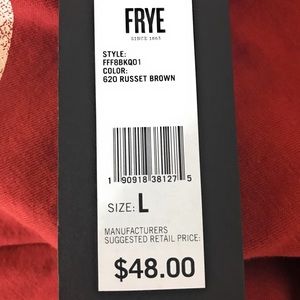 FRYE
SINCE 1863
STYLE:
FFF8BKQ01
COLOR:
620 RUSSET BROWN
1 90918 38127 5
SIZE: L
MANUFACTURERS
SUGGESTED RETAIL PRICE:
$48.00